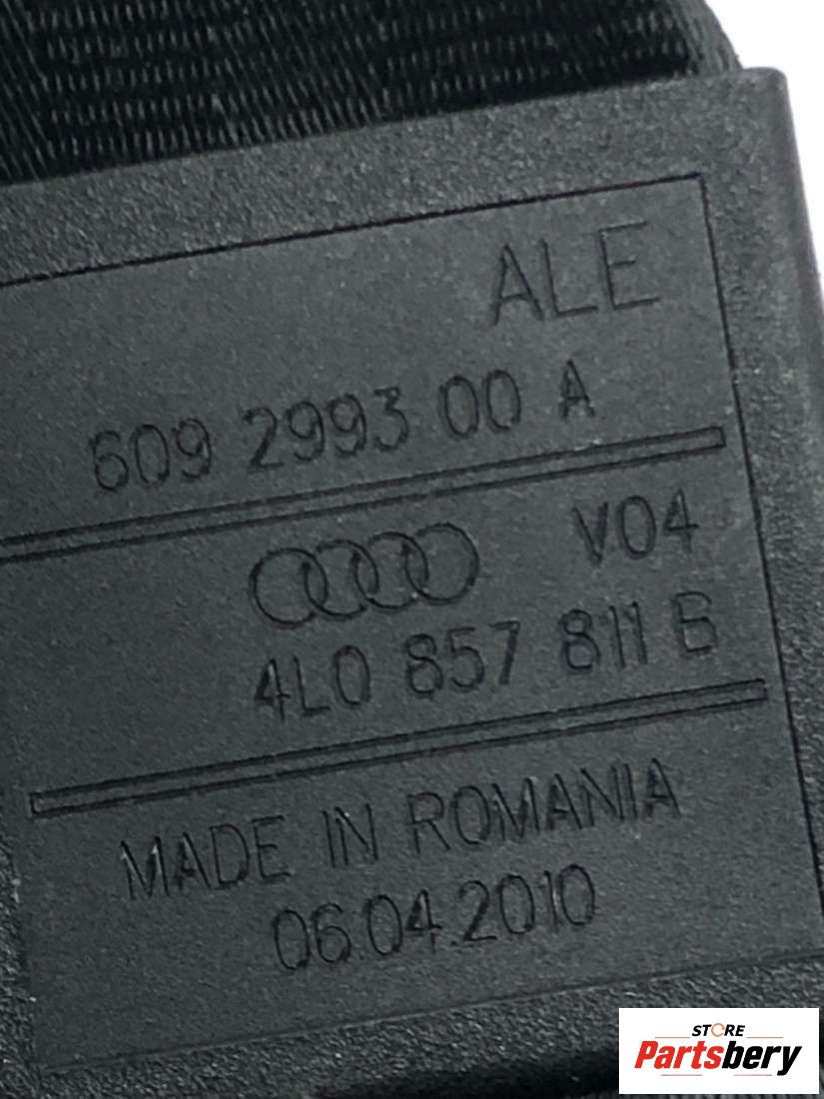 ALE
609 2993 00 A
V04
4L0 857 811 B
MADE IN ROMANIA
06.04.2010
STORE
Partsbery